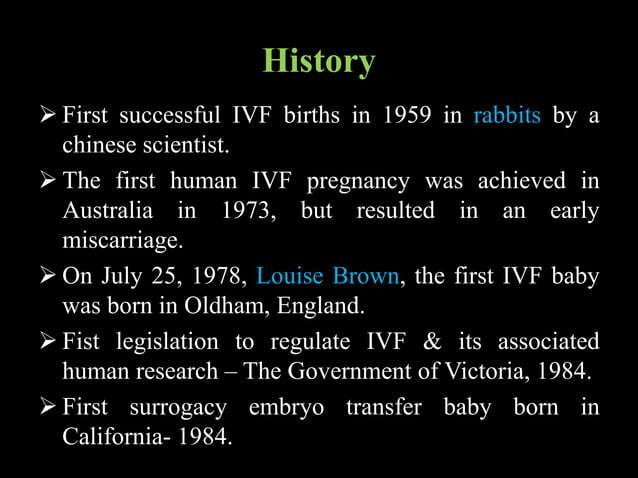 History
➢ First successful IVF births in 1959 in rabbits by a
chinese scientist.
➢ The first human IVF pregnancy was achieved in
Australia in 1973, but resulted in an early
miscarriage.
➢ On July 25, 1978, Louise Brown, the first IVF baby
was born in Oldham, England.
➢ Fist legislation to regulate IVF & its associated
human research – The Government of Victoria, 1984.
➢ First surrogacy embryo transfer baby born in
California- 1984.